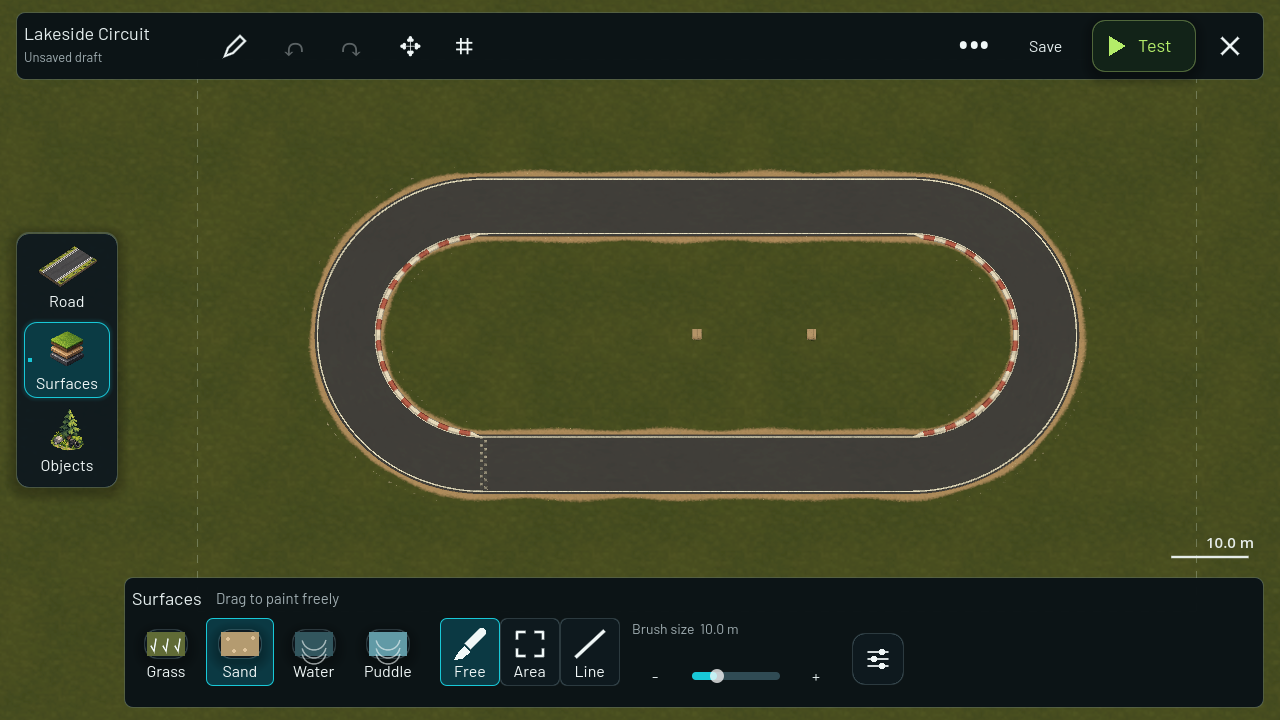 Lakeside Circuit
Unsaved draft
Save
Test
Road
Surfaces
Objects
10.0 m
Surfaces Drag to paint freely
Brush size 10.0 m
Grass Sand Water Puddle Free Area Line - +